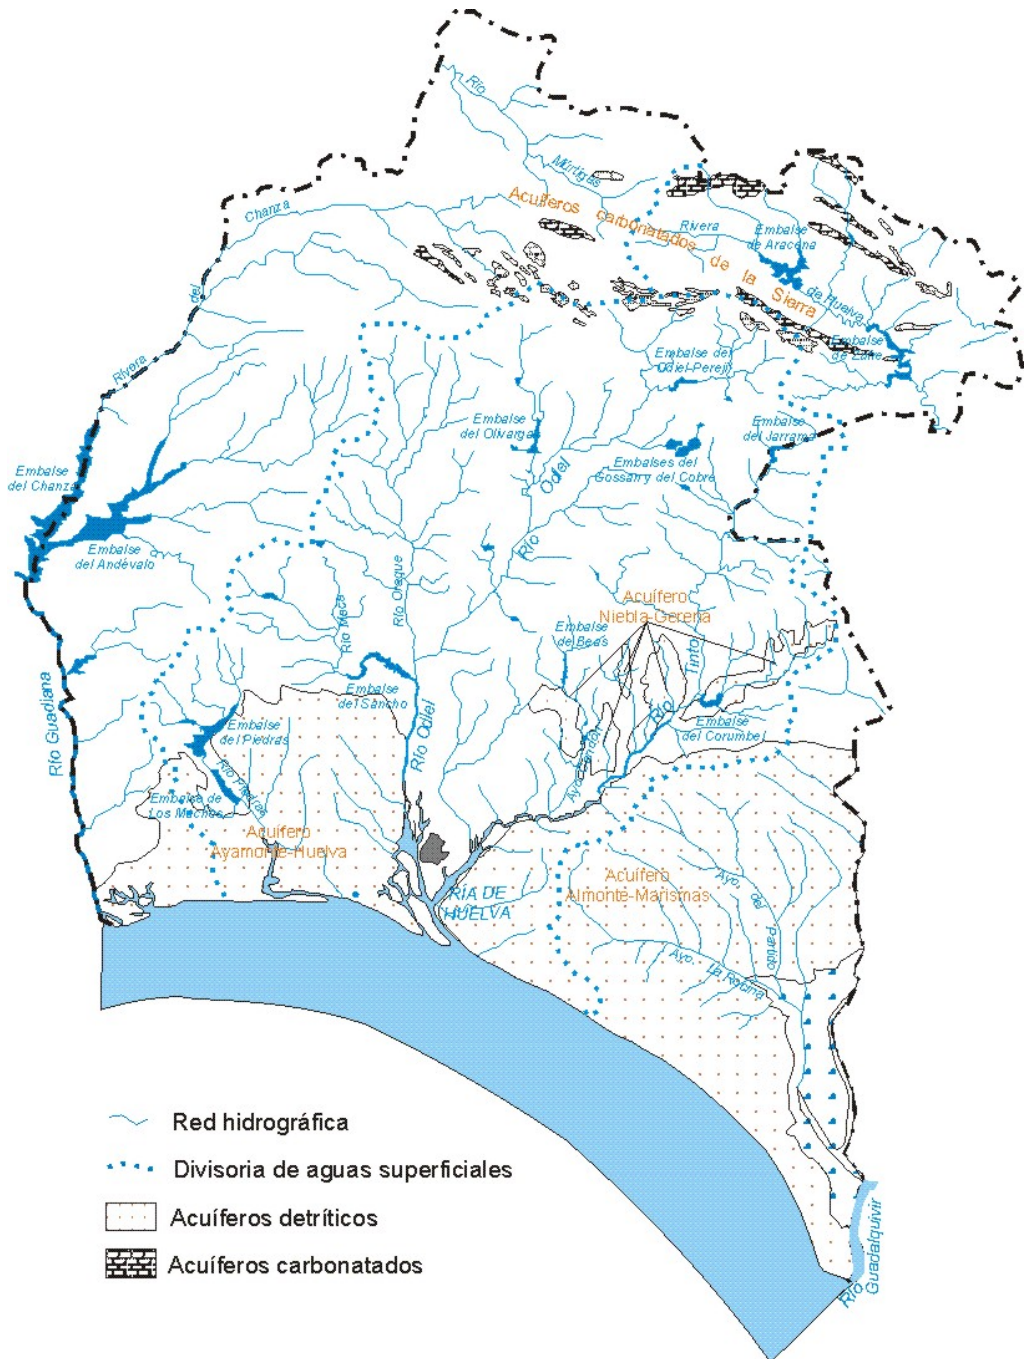 Río
Múrtigas
Chanza
Acuíferos carbonatados
de la Sierra
Rivera
Embalse
de Aracena
de Huelva
del
Rivera
Embalse
de Zufre
Embalse del
Odiel-Perejil
Embalse
del Olivargas
Embalse
del Jarrama
Odiel
Río
Embalse
del Chanza
Embalses del
Gossan y del Cobre
Embalse
del Andévalo
Río Oraque
Río Meca
Acuífero
Niebla-Gerena
Embalse
de Beas
Tinto
Río
Río Guadiana
Embalse
del Sancho
Río Odiel
Embalse
del Piedras
Embalse
del Corumbel
Río Piedras
Embalse de
Los Machos
Acuífero
Ayamonte-Huelva
Acuífero
Almonte-Marismas
RÍA DE
HUELVA
Ayo. del Partido
Ayo. La Rocina
Río
Guadalquivir
Red hidrográfica
Divisoria de aguas superficiales
Acuíferos detríticos
Acuíferos carbonatados